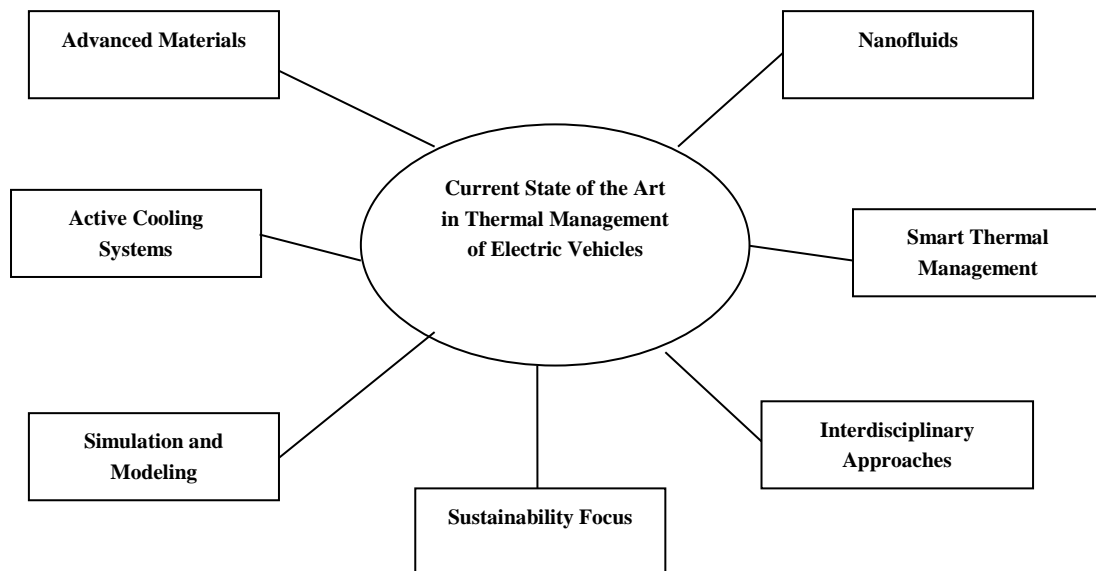 Advanced Materials
Nanofluids
Current State of the Art
in Thermal Management
of Electric Vehicles
Active Cooling
Systems
Smart Thermal
Management
Simulation and
Modeling
Interdisciplinary
Approaches
Sustainability Focus